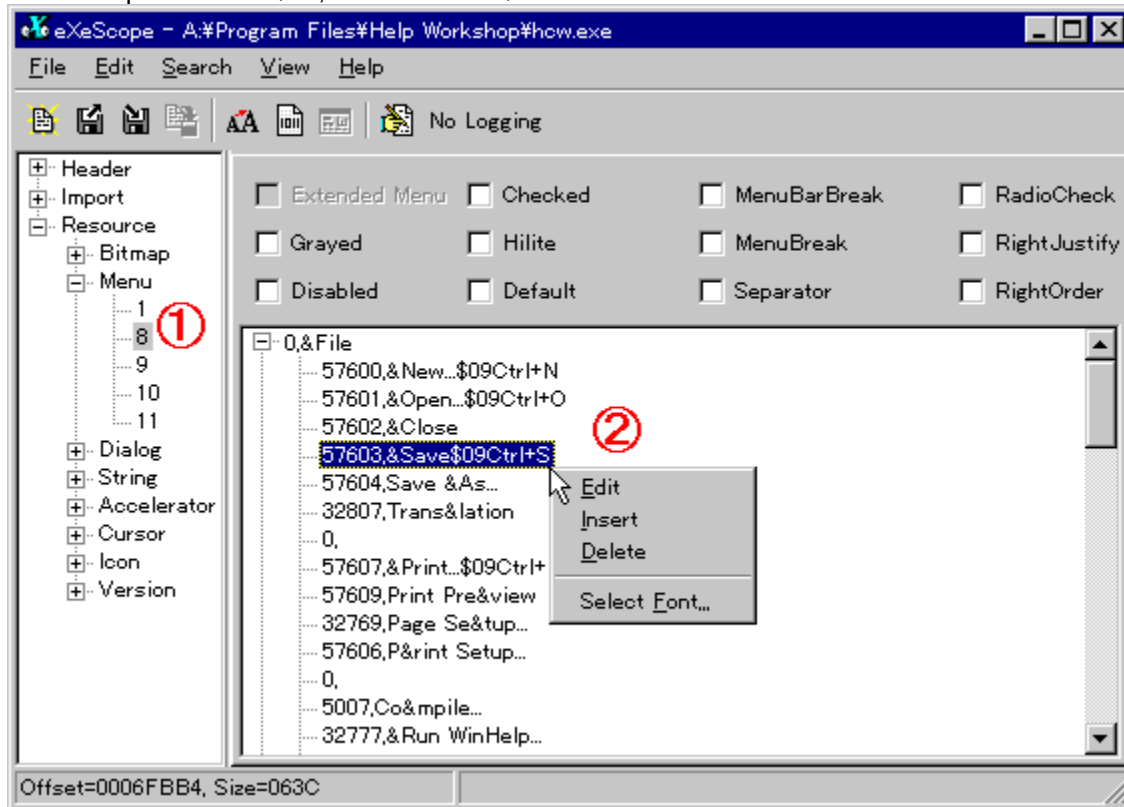 eXeScope - A:¥Program Files¥Help Workshop¥hcw.exe
File Edit Search View Help
No Logging
Header
Import
Resource
Bitmap
Menu
1
8
9
10
11
Dialog
String
Accelerator
Cursor
Icon
Version
①
Extended Menu Checked MenuBarBreak RadioCheck
Grayed Hilite MenuBreak RightJustify
Disabled Default Separator RightOrder
0,&File
57600,&New...$09Ctrl+N
57601,&Open...$09Ctrl+O
57602,&Close
57603,&Save$09Ctrl+S
57604,Save &As...
32807,Trans&lation
0,
57607,&Print...$09Ctrl+
57609,Print Pre&view
32769,Page Se&tup...
57606,P&rint Setup...
0,
5007,Co&mpile...
32777,&Run WinHelp...
②
Edit
Insert
Delete
Select Font...
Offset=0006FBB4, Size=063C